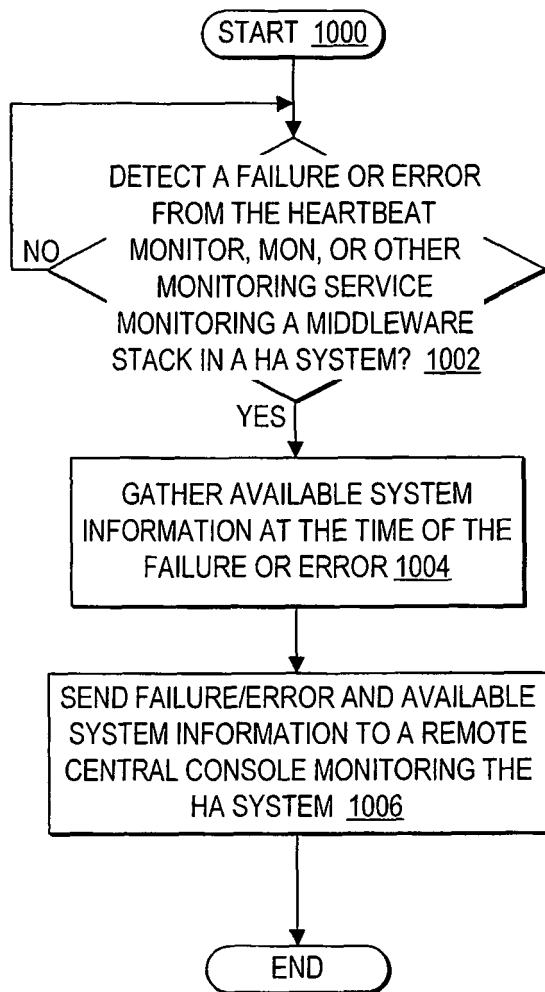 START 1000
DETECT A FAILURE OR ERROR
FROM THE HEARTBEAT
NO
MONITOR, MON, OR OTHER
MONITORING SERVICE
MONITORING A MIDDLEWARE
STACK IN A HA SYSTEM? 1002
YES
GATHER AVAILABLE SYSTEM
INFORMATION AT THE TIME OF THE
FAILURE OR ERROR 1004
SEND FAILURE/ERROR AND AVAILABLE
SYSTEM INFORMATION TO A REMOTE
CENTRAL CONSOLE MONITORING THE
HA SYSTEM 1006
END